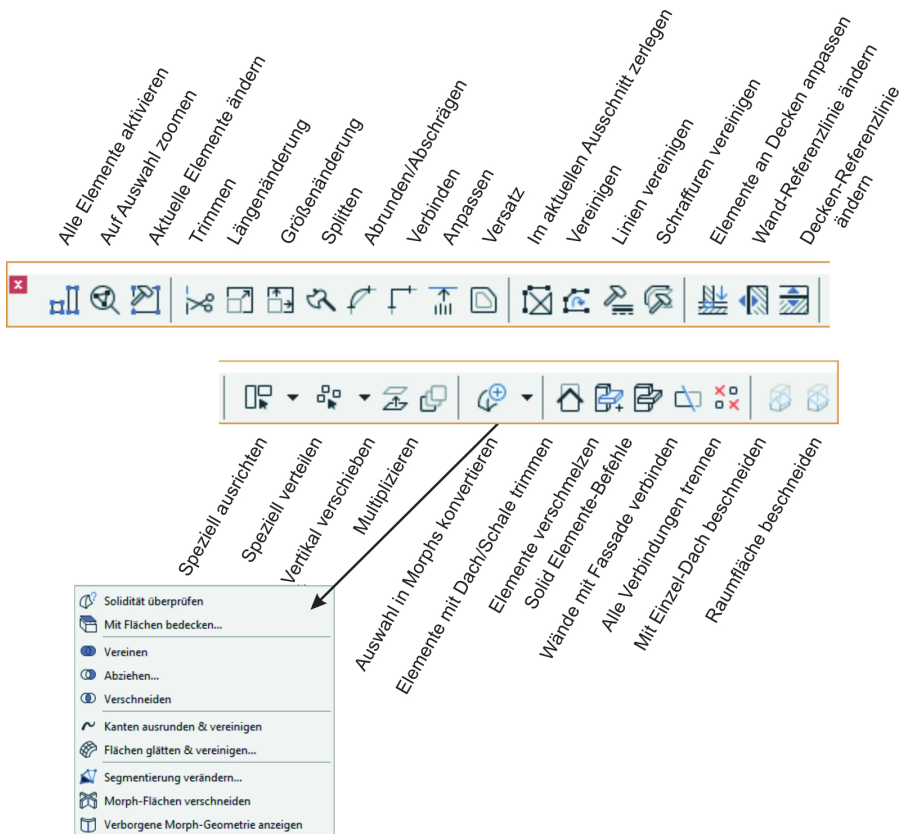 Alle Elemente aktivieren
Auf Auswahl zoomen
Aktuelle Elemente ändern
Trimmen
Längenänderung
Größenänderung
Splitten
Abrunden/Abschrägen
Verbinden
Anpassen
Versatz
Im aktuellen Ausschnitt zerlegen
Vereinigen
Linien vereinigen
Schraffuren vereinigen
Elemente an Decken anpassen
Wand-Referenzlinie ändern
Decken-Referenzlinie
ändern
x
Speziell ausrichten
Speziell verteilen
Vertikal verschieben
Multiplizieren
Auswahl in Morphs konvertieren
Elemente mit Dach/Schale trimmen
Elemente verschmelzen
Solid Elemente-Befehle
Wände mit Fassade verbinden
Alle Verbindungen trennen
Mit Einzel-Dach beschneiden
Raumfläche beschneiden
Solidität überprüfen
Mit Flächen bedecken...
Vereinen
Abziehen...
Verschneiden
Kanten ausrunden & vereinigen
Flächen glätten & vereinigen...
Segmentierung verändern...
Morph-Flächen verschneiden
Verborgene Morph-Geometrie anzeigen